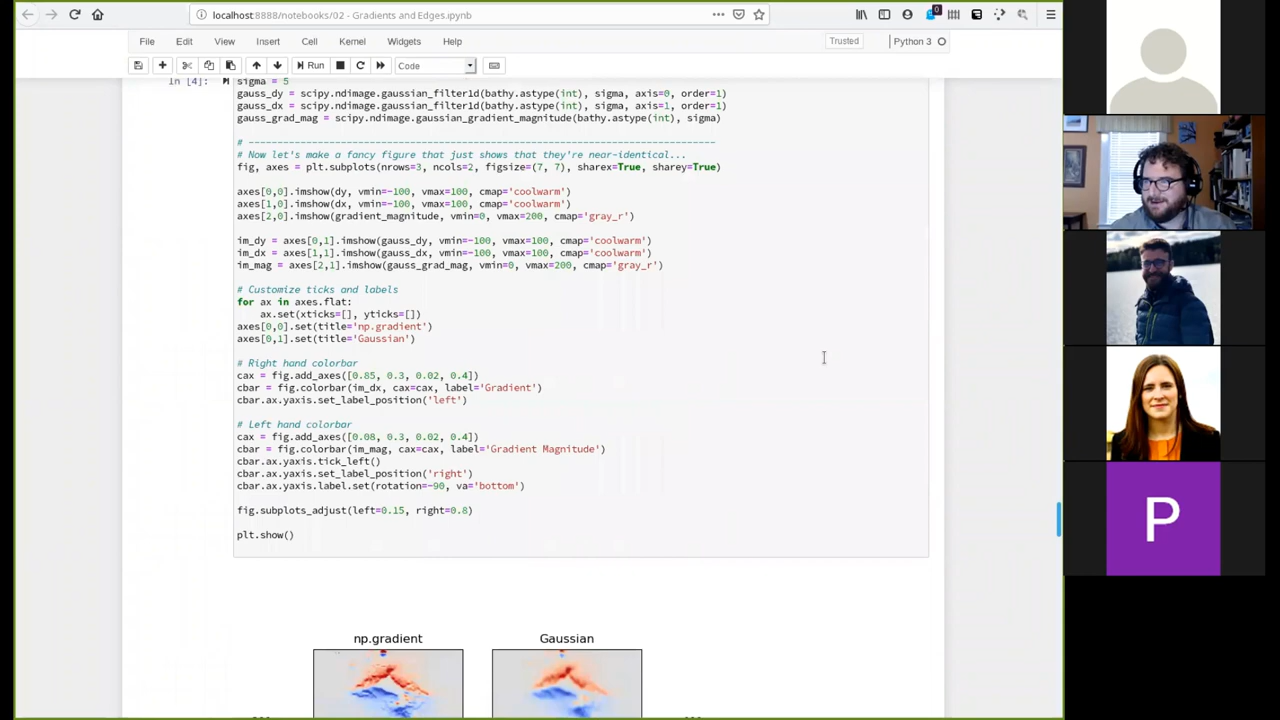 localhost:8888/notebooks/02 - Gradients and Edges.ipynb
0
File Edit View Insert Cell Kernel Widgets Help
Trusted
Python 3
Run
Code
In [4]:
sigma = 5
gauss_dy = scipy.ndimage.gaussian_filter1d(bathy.astype(int), sigma, axis=0, order=1)
gauss_dx = scipy.ndimage.gaussian_filter1d(bathy.astype(int), sigma, axis=1, order=1)
gauss_grad_mag = scipy.ndimage.gaussian_gradient_magnitude(bathy.astype(int), sigma)
# --------------------------------------------------------------------------------
# Now let's make a fancy figure that just shows that they're near-identical...
fig, axes = plt.subplots(nrows=3, ncols=2, figsize=(7, 7), sharex=True, sharey=True)
axes[0,0].imshow(dy, vmin=-100, vmax=100, cmap='coolwarm')
axes[1,0].imshow(dx, vmin=-100, vmax=100, cmap='coolwarm')
axes[2,0].imshow(gradient_magnitude, vmin=0, vmax=200, cmap='gray_r')
im_dy = axes[0,1].imshow(gauss_dy, vmin=-100, vmax=100, cmap='coolwarm')
im_dx = axes[1,1].imshow(gauss_dx, vmin=-100, vmax=100, cmap='coolwarm')
im_mag = axes[2,1].imshow(gauss_grad_mag, vmin=0, vmax=200, cmap='gray_r')
# Customize ticks and labels
for ax in axes.flat:
    ax.set(xticks=[], yticks=[])
axes[0,0].set(title='np.gradient')
axes[0,1].set(title='Gaussian')
# Right hand colorbar
cax = fig.add_axes([0.85, 0.3, 0.02, 0.4])
cbar = fig.colorbar(im_dx, cax=cax, label='Gradient')
cbar.ax.yaxis.set_label_position('left')
# Left hand colorbar
cax = fig.add_axes([0.08, 0.3, 0.02, 0.4])
cbar = fig.colorbar(im_mag, cax=cax, label='Gradient Magnitude')
cbar.ax.yaxis.tick_left()
cbar.ax.yaxis.set_label_position('right')
cbar.ax.yaxis.label.set(rotation=-90, va='bottom')
fig.subplots_adjust(left=0.15, right=0.8)
plt.show()
np.gradient
Gaussian
P